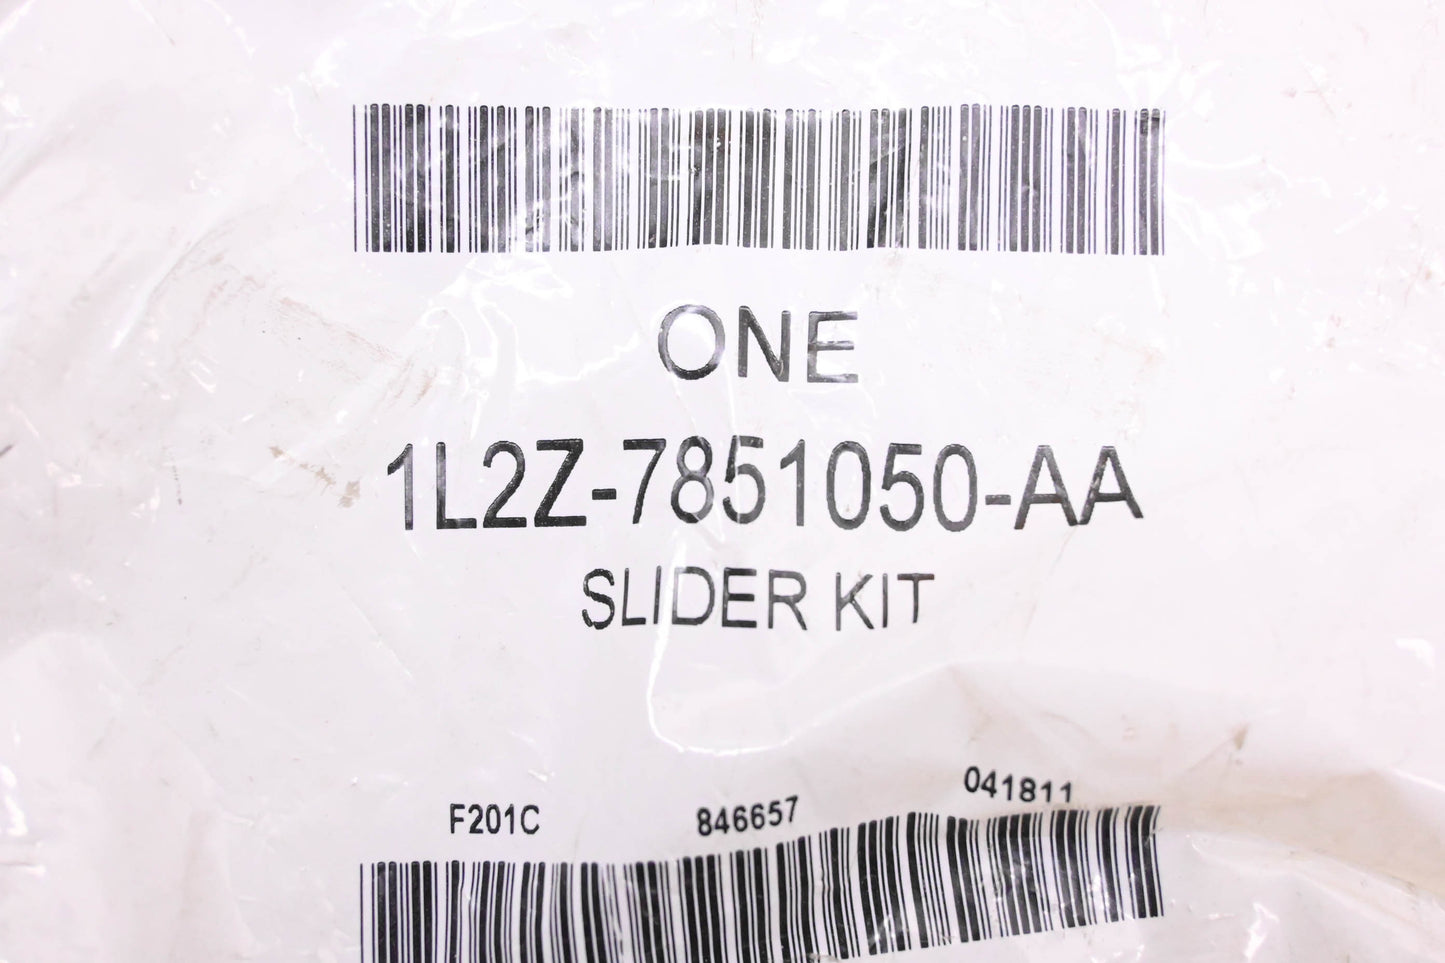 ONE
1L2Z-7851050-AA
SLIDER KIT
F201C 846657 041811